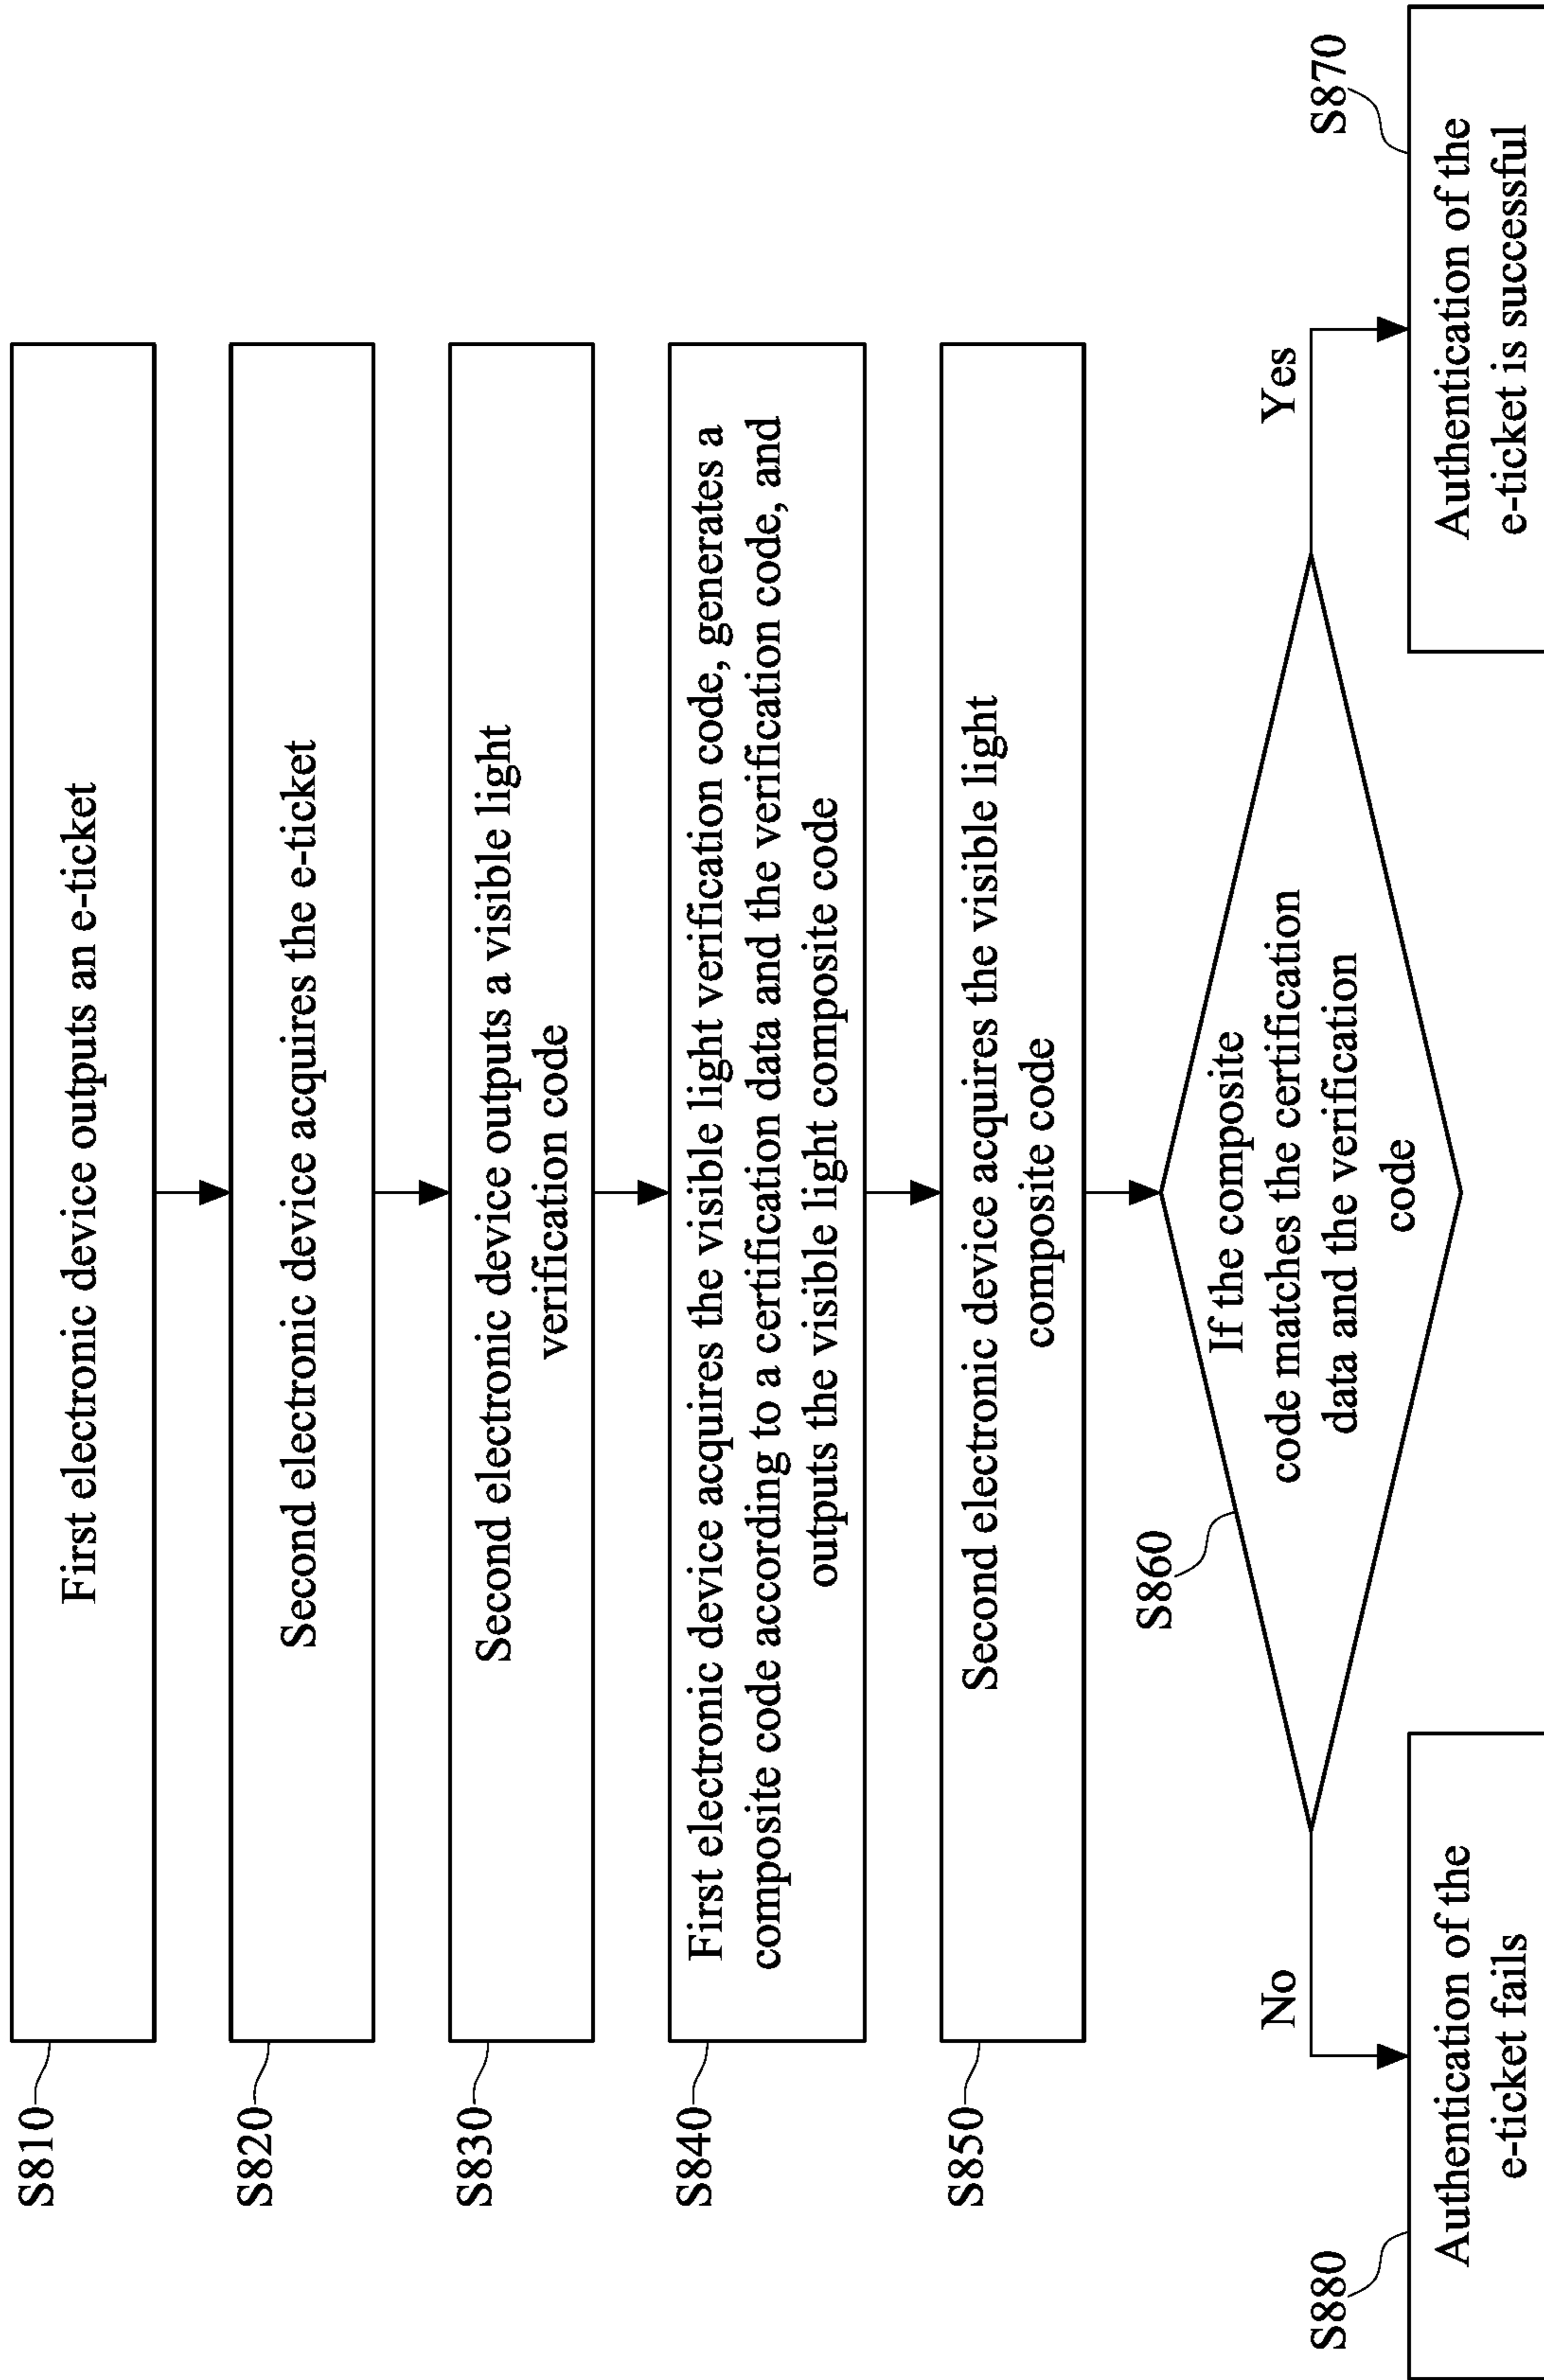 S810
First electronic device outputs an e-ticket
S820
Second electronic device acquires the e-ticket
S830
Second electronic device outputs a visible light
verification code
S840
First electronic device acquires the visible light verification code, generates a
composite code according to a certification data and the verification code, and
outputs the visible light composite code
S850
Second electronic device acquires the visible light
composite code
S860
If the composite
code matches the certification
data and the verification
code
No
Yes
S880
Authentication of the
e-ticket fails
S870
Authentication of the
e-ticket is successful